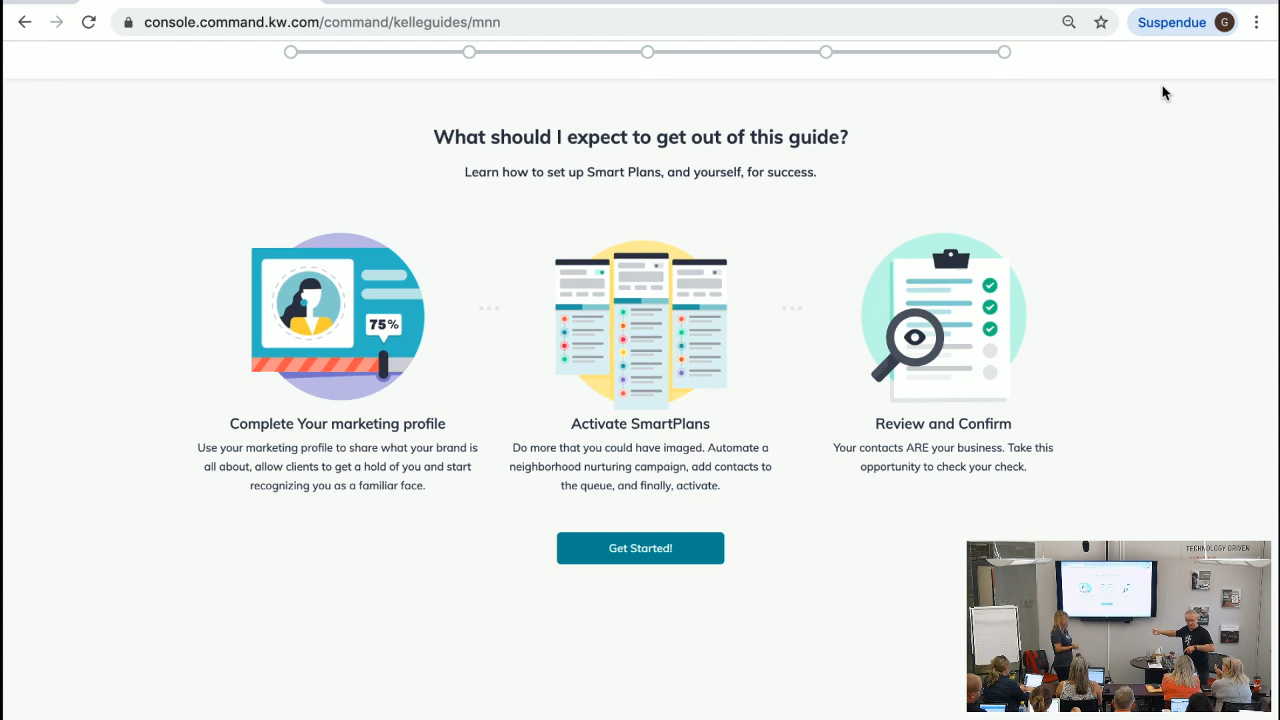 console.command.kw.com/command/kelleguides/mnn
Suspendue
G
What should I expect to get out of this guide?
Learn how to set up Smart Plans, and yourself, for success.
75%
Complete Your marketing profile
Use your marketing profile to share what your brand is
all about, allow clients to get a hold of you and start
recognizing you as a familiar face.
Activate SmartPlans
Do more that you could have imaged. Automate a
neighborhood nurturing campaign, add contacts to
the queue, and finally, activate.
Review and Confirm
Your contacts ARE your business. Take this
opportunity to check your check.
Get Started!
TECHNOLOGY DRIVEN